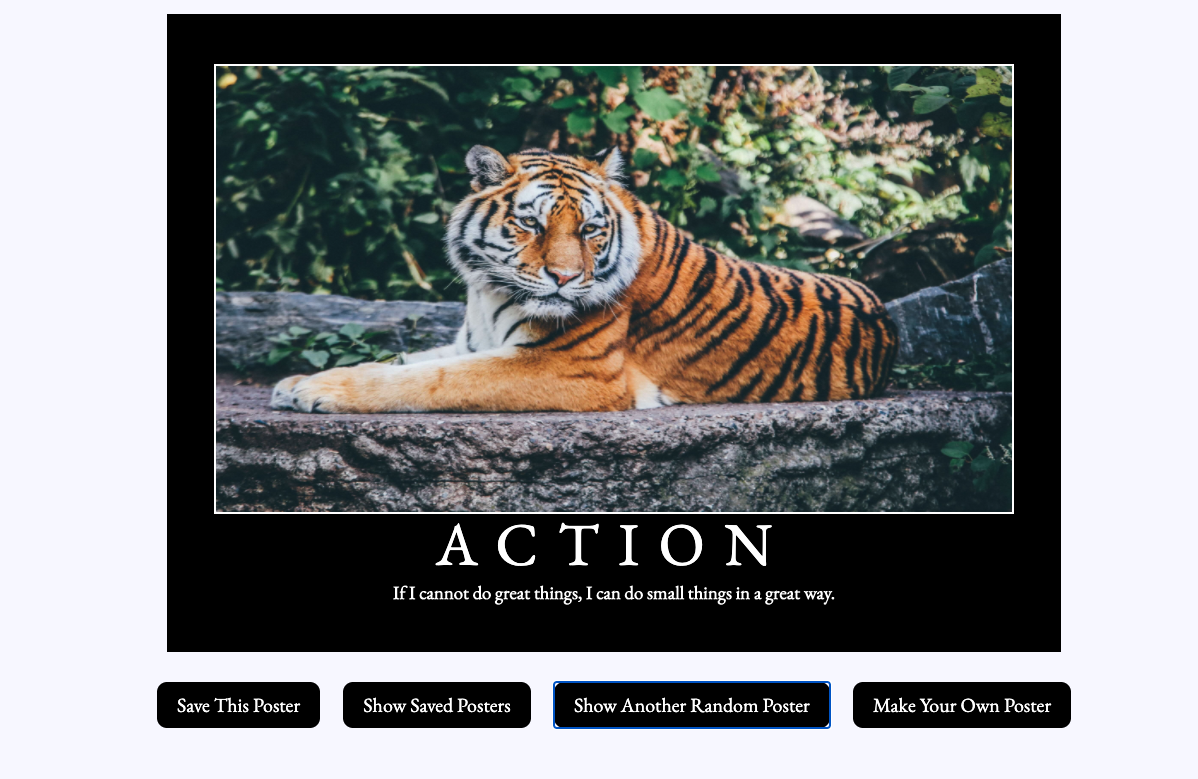 ACTION
If I cannot do great things, I can do small things in a great way.
Save This Poster
Show Saved Posters
Show Another Random Poster
Make Your Own Poster